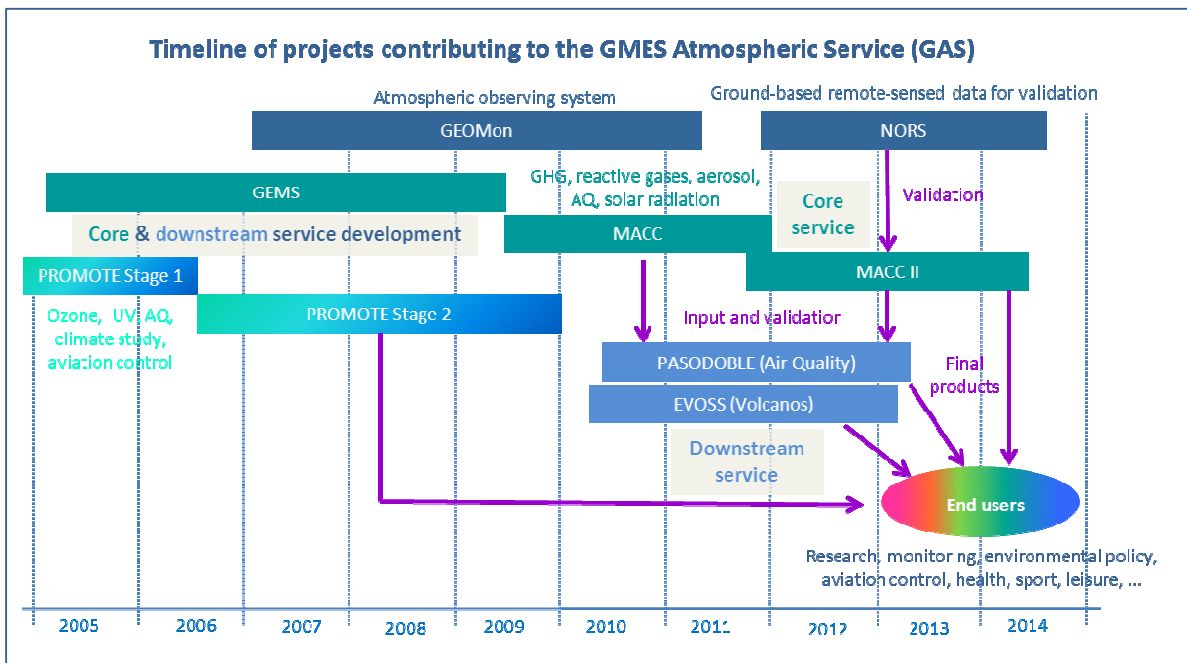 Timeline of projects contributing to the GMES Atmospheric Service (GAS)
Atmospheric observing system
Ground-based remote-sensed data for validation
GEOMon
NORS
GHG, reactive gases, aerosol,
AQ, solar radiation
GEMS
Core
service
Validation
Core & downstream service development
MACC
PROMOTE Stage 1
MACC II
PROMOTE Stage 2
Ozone, UV, AQ,
climate study,
aviation control
Input and validation
PASODOBLE (Air Quality)
Final
products
EVOSS (Volcanos)
Downstream
service
End users
Research, monitoring, environmental policy,
aviation control, health, sport, leisure, ...
2005 2006 2007 2008 2009 2010 2011 2012 2013 2014